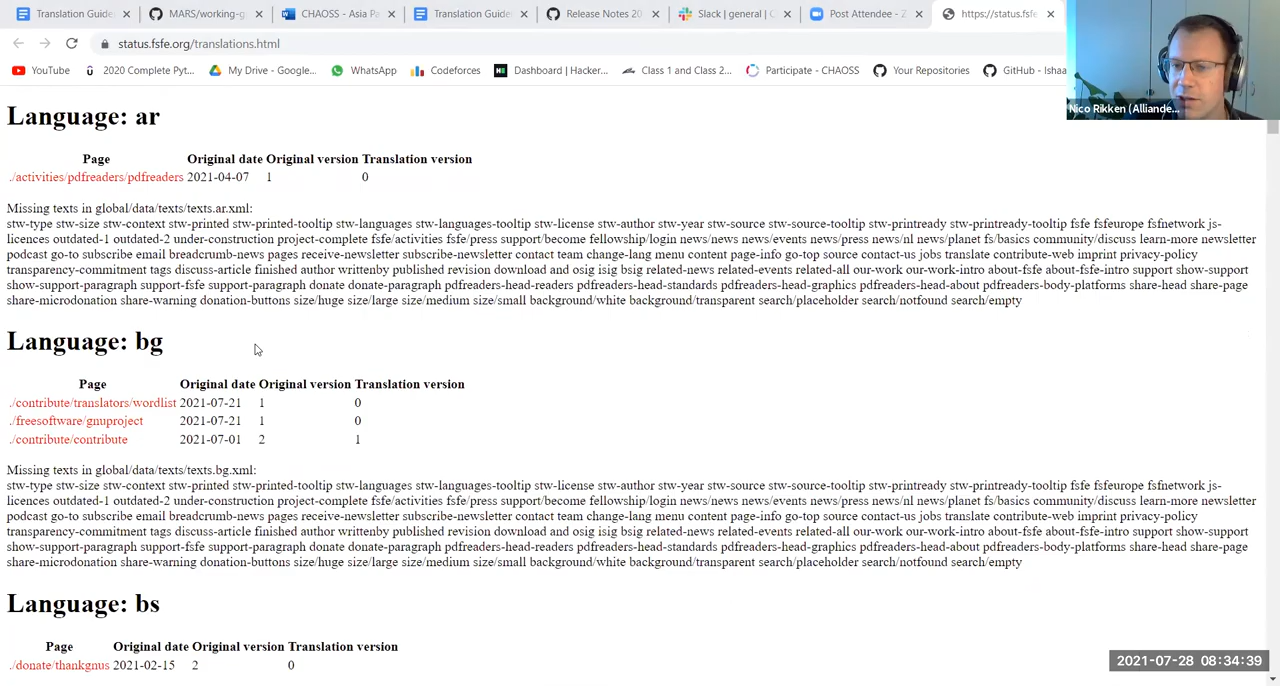 Translation Guide
MARS/working-g
CHAOSS - Asia Pa
Translation Guide
Release Notes 20
Slack | general | C
Post Attendee - Z
https://status.fsfe
status.fsfe.org/translations.html
YouTube
2020 Complete Pyt...
My Drive - Google...
WhatsApp
Codeforces
Dashboard | Hacker...
Class 1 and Class 2...
Participate - CHAOSS
Your Repositories
GitHub - Ishaa
Nico Rikken (Alliande...
Language: ar
Page Original date Original version Translation version
./activities/pdfreaders/pdfreaders 2021-04-07 1 0
Missing texts in global/data/texts/texts.ar.xml:
stw-type stw-size stw-context stw-printed stw-printed-tooltip stw-languages stw-languages-tooltip stw-license stw-author stw-year stw-source stw-source-tooltip stw-printready stw-printready-tooltip fsfe fsfeurope fsfnetwork js-
licences outdated-1 outdated-2 under-construction project-complete fsfe/activities fsfe/press support/become fellowship/login news/news news/events news/press news/nl news/planet fs/basics community/discuss learn-more newsletter
podcast go-to subscribe email breadcrumb-news pages receive-newsletter subscribe-newsletter contact team change-lang menu content page-info go-top source contact-us jobs translate contribute-web imprint privacy-policy
transparency-commitment tags discuss-article finished author writtenby published revision download and osig isig bsig related-news related-events related-all our-work our-work-intro about-fsfe about-fsfe-intro support show-support
show-support-paragraph support-fsfe support-paragraph donate donate-paragraph pdfreaders-head-readers pdfreaders-head-standards pdfreaders-head-graphics pdfreaders-head-about pdfreaders-body-platforms share-head share-page
share-microdonation share-warning donation-buttons size/huge size/large size/medium size/small background/white background/transparent search/placeholder search/notfound search/empty
Language: bg
Page Original date Original version Translation version
./contribute/translators/wordlist 2021-07-21 1 0
./freesoftware/gnuproject 2021-07-21 1 0
./contribute/contribute 2021-07-01 2 1
Missing texts in global/data/texts/texts.bg.xml:
stw-type stw-size stw-context stw-printed stw-printed-tooltip stw-languages stw-languages-tooltip stw-license stw-author stw-year stw-source stw-source-tooltip stw-printready stw-printready-tooltip fsfe fsfeurope fsfnetwork js-
licences outdated-1 outdated-2 under-construction project-complete fsfe/activities fsfe/press support/become fellowship/login news/news news/events news/press news/nl news/planet fs/basics community/discuss learn-more newsletter
podcast go-to subscribe email breadcrumb-news pages receive-newsletter subscribe-newsletter contact team change-lang menu content page-info go-top source contact-us jobs translate contribute-web imprint privacy-policy
transparency-commitment tags discuss-article finished author writtenby published revision download and osig isig bsig related-news related-events related-all our-work our-work-intro about-fsfe about-fsfe-intro support show-support
show-support-paragraph support-fsfe support-paragraph donate donate-paragraph pdfreaders-head-readers pdfreaders-head-standards pdfreaders-head-graphics pdfreaders-head-about pdfreaders-body-platforms share-head share-page
share-microdonation share-warning donation-buttons size/huge size/large size/medium size/small background/white background/transparent search/placeholder search/notfound search/empty
Language: bs
Page Original date Original version Translation version
./donate/thankgnus 2021-02-15 2 0
2021-07-28 08:34:39